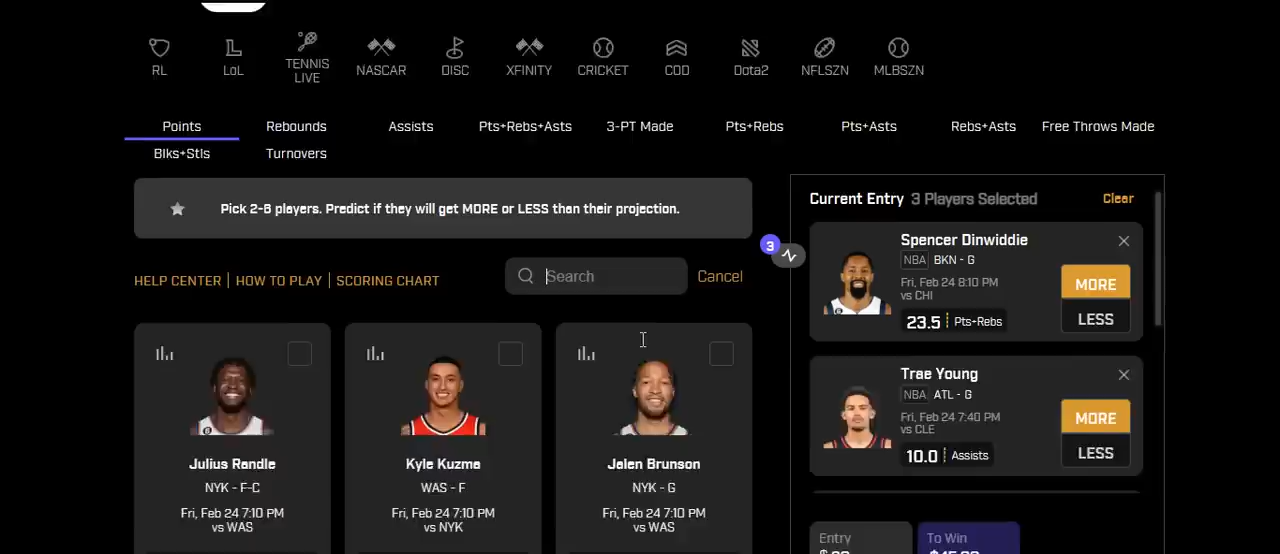 RL
LoL
TENNIS
LIVE
NASCAR
DISC
XFINITY
CRICKET
COD
Dota2
NFLSZN
MLBSZN
Points
Rebounds
Assists
Pts+Rebs+Asts
3-PT Made
Pts+Rebs
Pts+Asts
Rebs+Asts
Free Throws Made
Blks+Stls
Turnovers
Pick 2-6 players. Predict if they will get MORE or LESS than their projection.
HELP CENTER | HOW TO PLAY | SCORING CHART
Search
Cancel
Julius Randle
NYK - F-C
Fri, Feb 24 7:10 PM
vs WAS
Kyle Kuzma
WAS - F
Fri, Feb 24 7:10 PM
vs NYK
Jalen Brunson
NYK - G
Fri, Feb 24 7:10 PM
vs WAS
3
Current Entry 3 Players Selected
Clear
Spencer Dinwiddie
NBA BKN - G
Fri, Feb 24 8:10 PM
vs CHI
23.5 Pts+Rebs
MORE
LESS
Trae Young
NBA ATL - G
Fri, Feb 24 7:40 PM
vs CLE
10.0 Assists
MORE
LESS
Entry
To Win